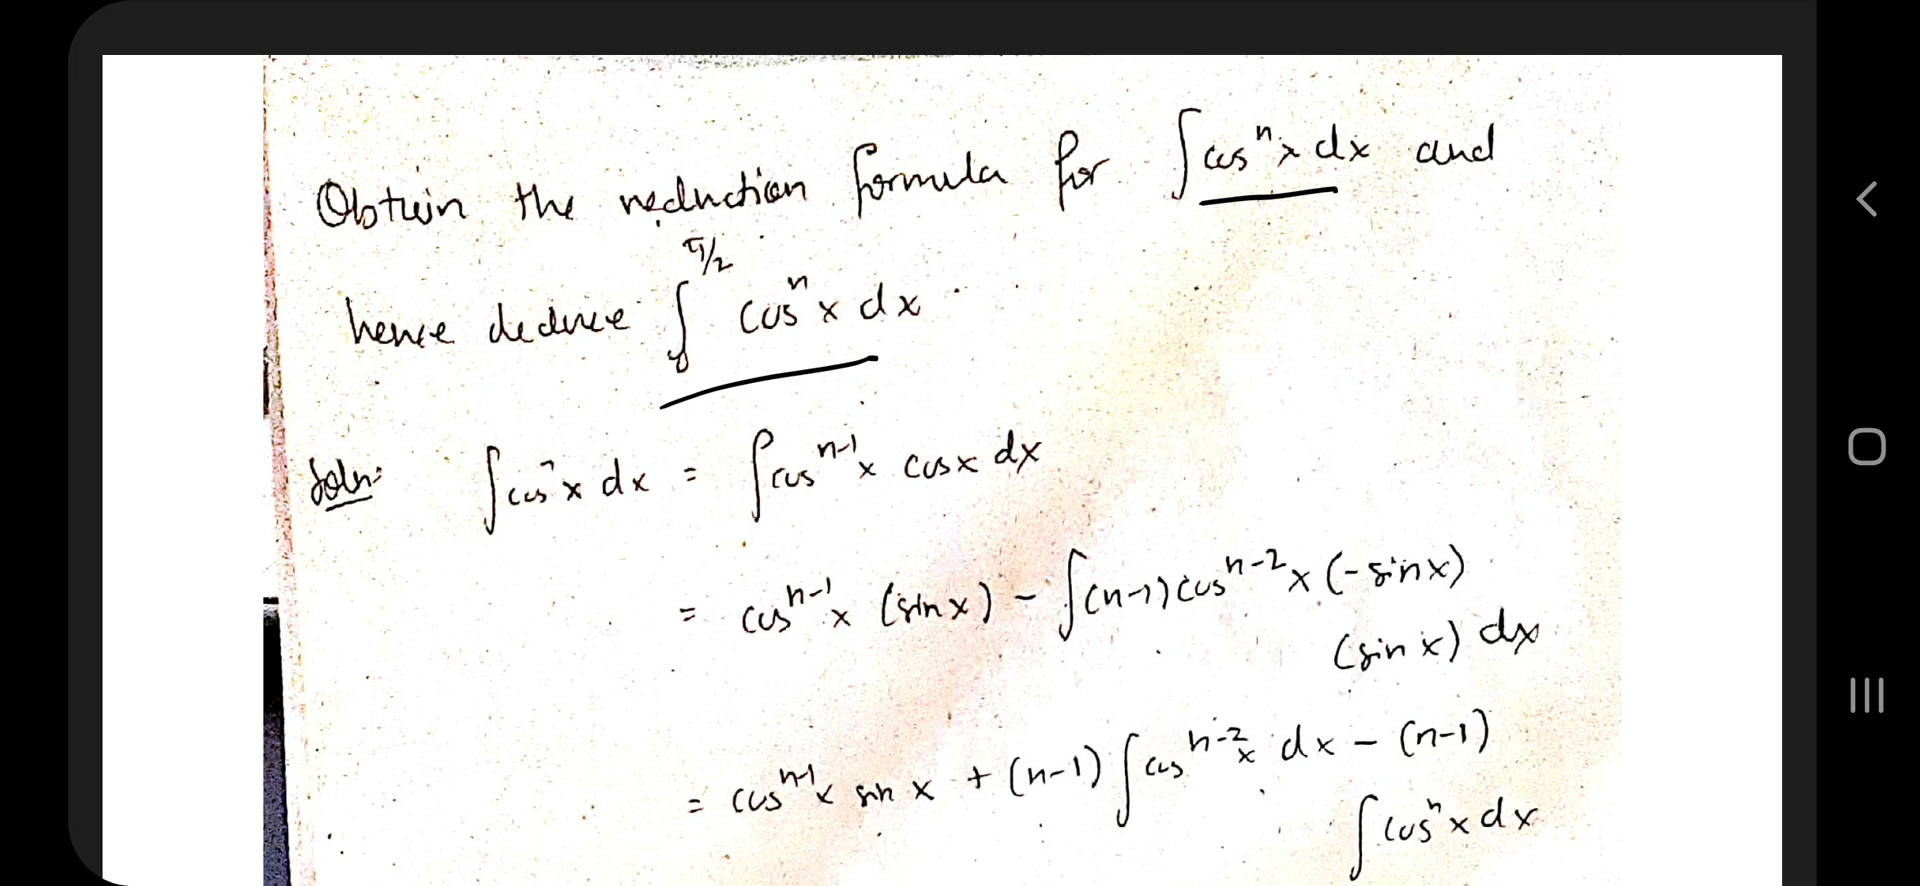 Obtain the reduction formula for ∫cosⁿx dx and
hence deduce ∫₀^{π/2} cosⁿx dx.
Soln: ∫cosⁿx dx = ∫cosⁿ⁻¹x cosx dx
= cosⁿ⁻¹x (sin x) - ∫(n-1) cosⁿ⁻²x (-sinx)
(sin x) dx
= cosⁿ⁻¹x sin x + (n-1) ∫cosⁿ⁻²x dx - (n-1)
∫cosⁿx dx